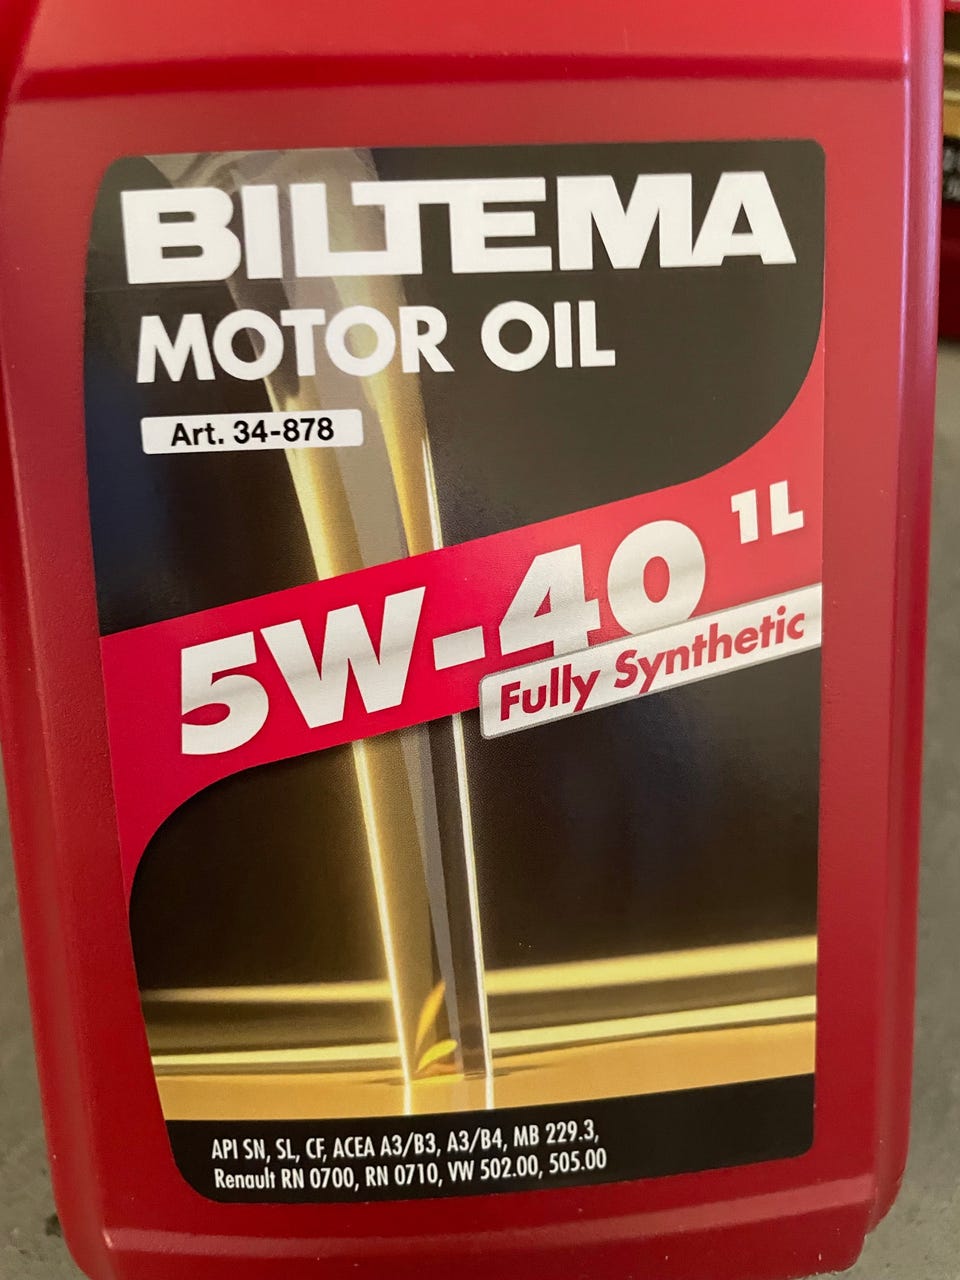 BILTEMA
MOTOR OIL
Art. 34-878
5W-40 1L
Fully Synthetic
API SN, SL, CF, ACEA A3/B3, A3/B4, MB 229.3,
Renault RN 0700, RN 0710, VW 502.00, 505.00